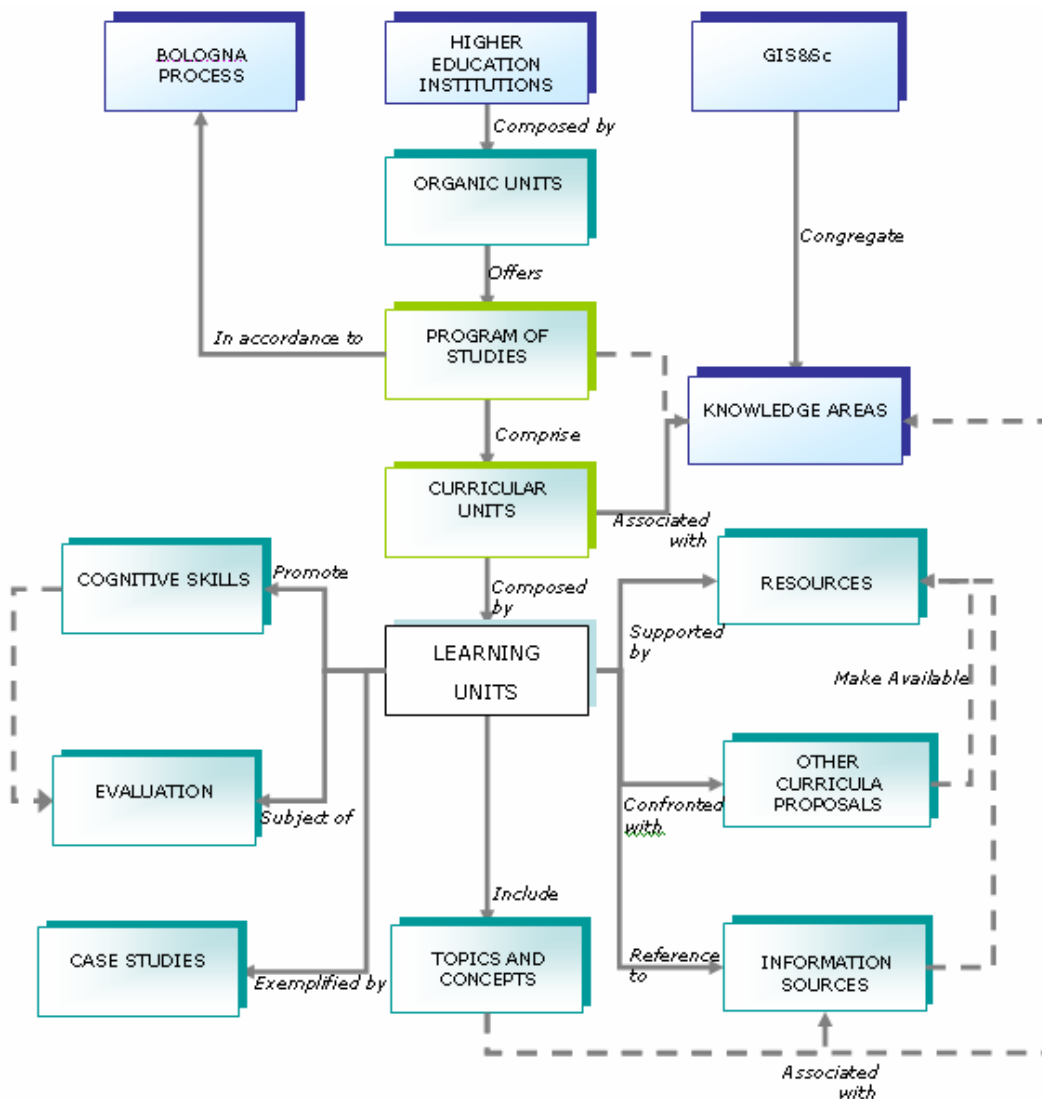 BOLOGNA
PROCESS
HIGHER
EDUCATION
INSTITUTIONS
GIS&Sc
Composed by
ORGANIC UNITS
Congregate
Offers
In accordance to
PROGRAM OF
STUDIES
KNOWLEDGE AREAS
Comprise
CURRICULAR
UNITS
Associated
with
COGNITIVE SKILLS
Promote
Composed
by
RESOURCES
LEARNING
UNITS
Supported
by
Make Available
EVALUATION
Subject of
OTHER
CURRICULA
PROPOSALS
Confronted
with
Include
CASE STUDIES
Exemplified by
TOPICS AND
CONCEPTS
Reference
to
INFORMATION
SOURCES
Associated
with